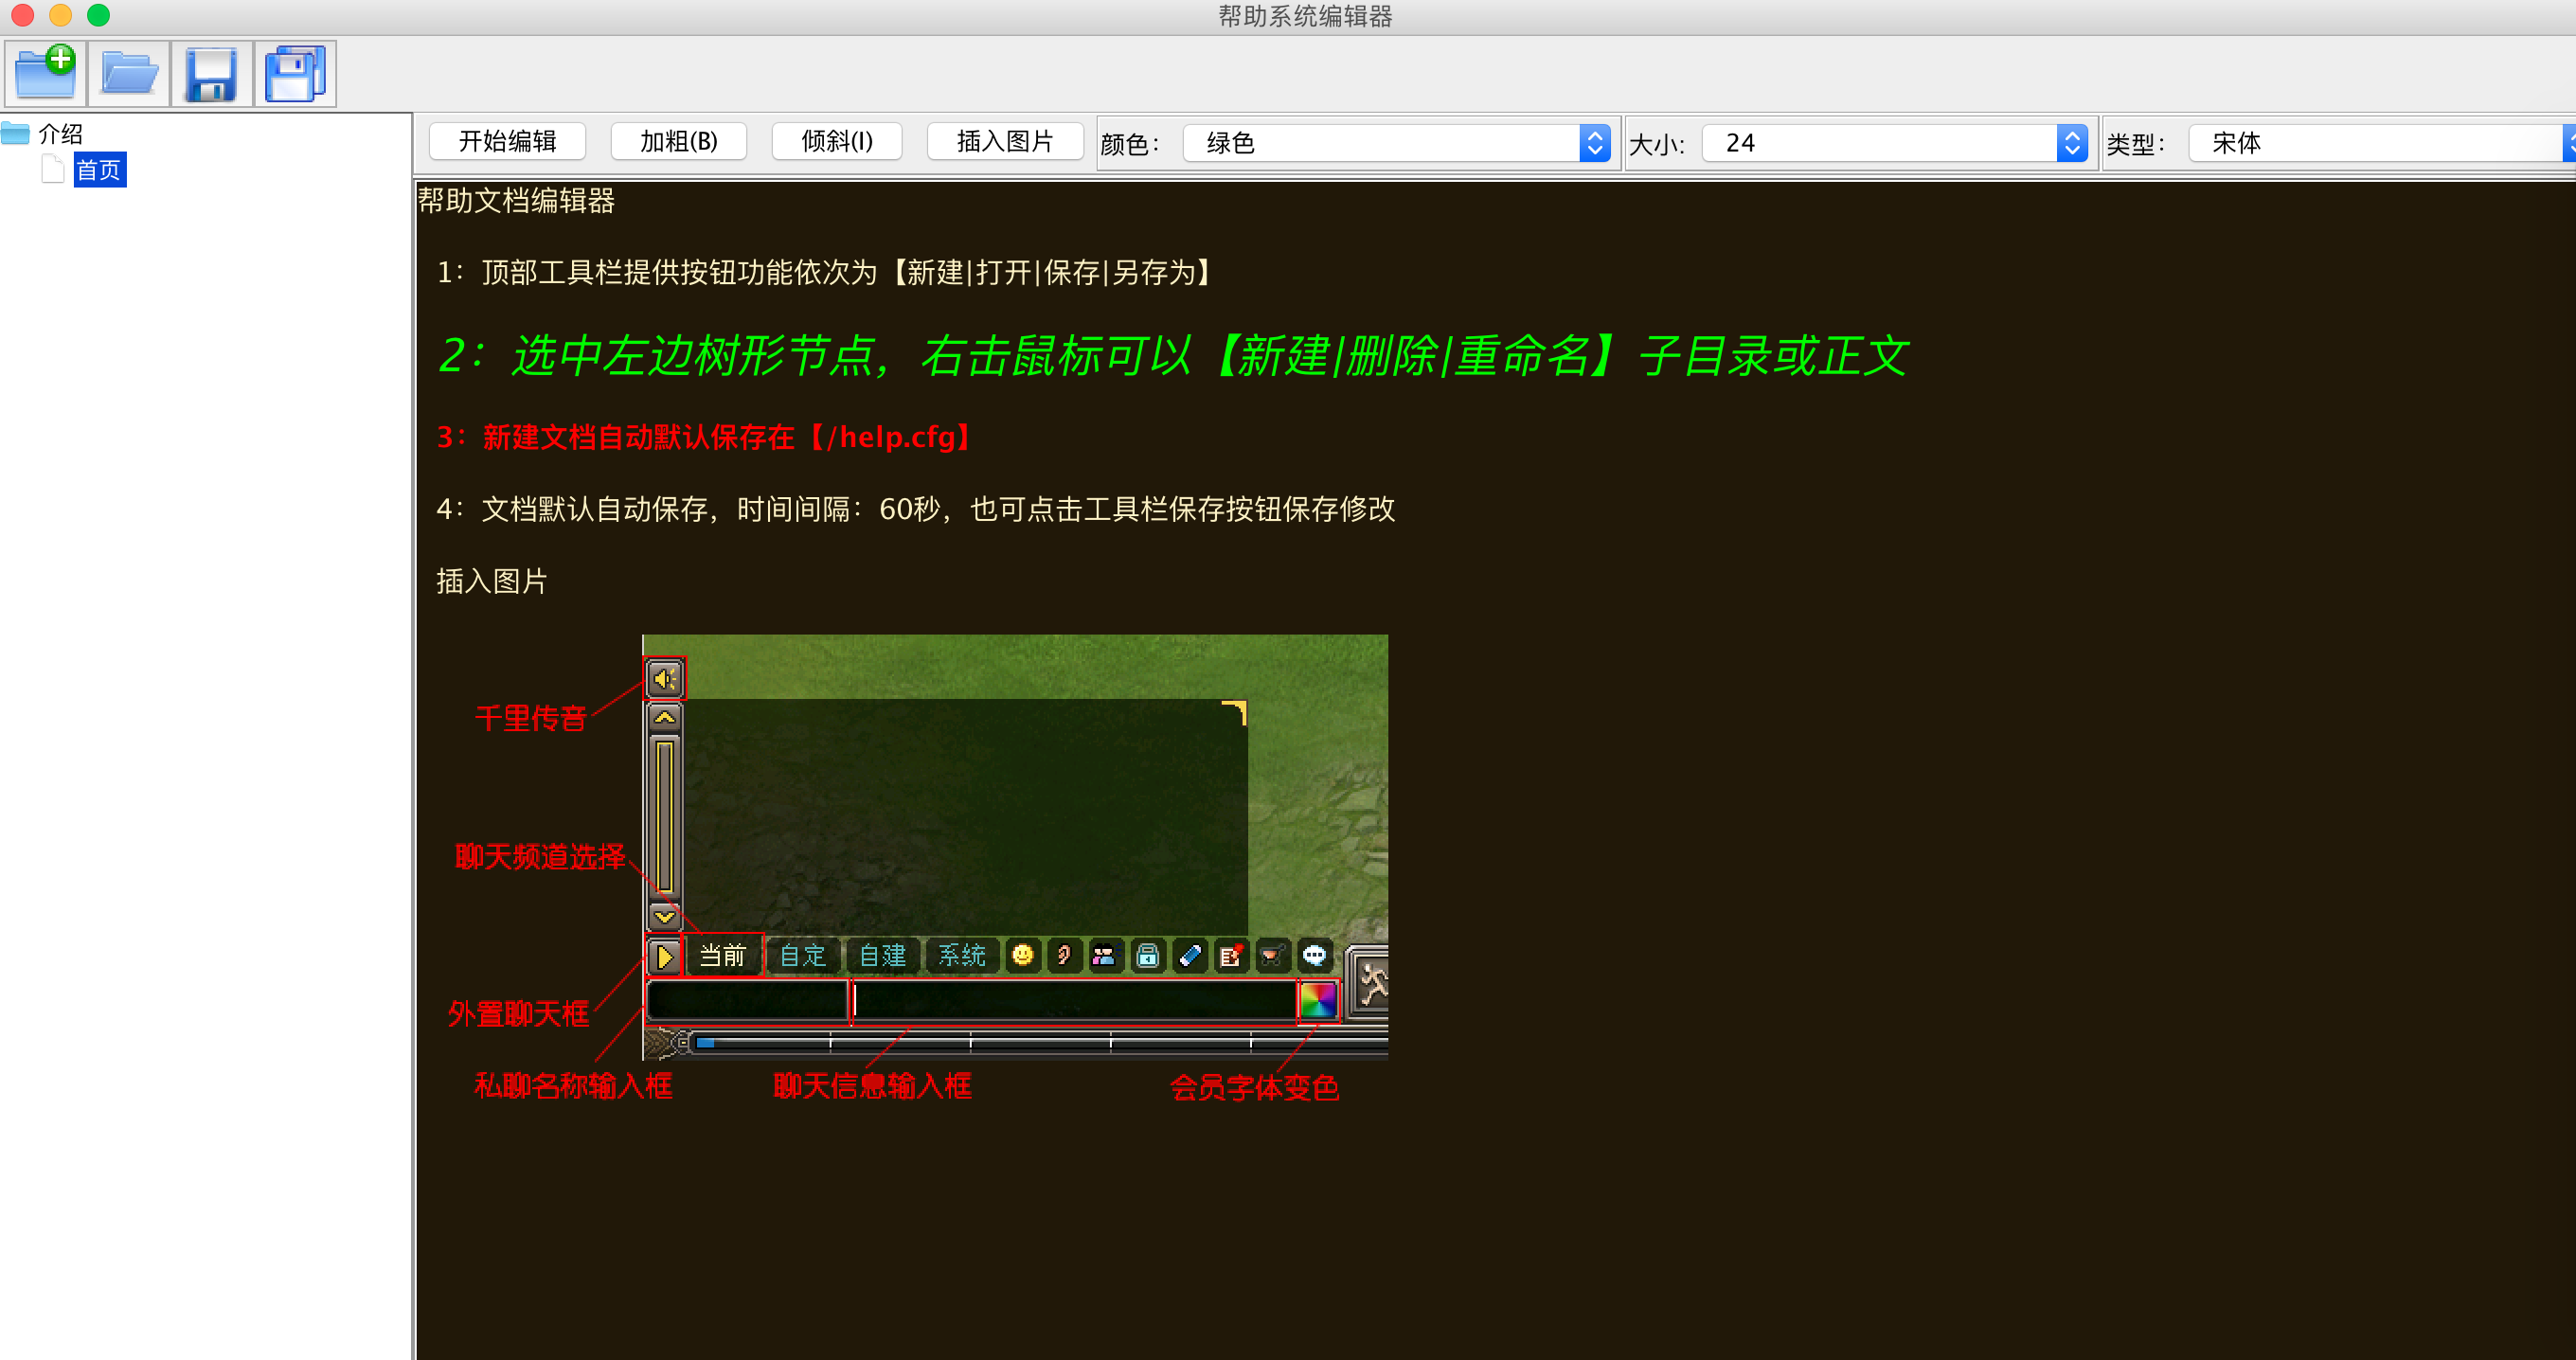 帮助系统编辑器
介绍
首页
开始编辑 加粗(B) 倾斜(I) 插入图片 颜色： 绿色 大小: 24 类型： 宋体
帮助文档编辑器
1：顶部工具栏提供按钮功能依次为【新建|打开|保存|另存为】
2：选中左边树形节点，右击鼠标可以【新建|删除|重命名】子目录或正文
3：新建文档自动默认保存在【/help.cfg】
4：文档默认自动保存，时间间隔：60秒，也可点击工具栏保存按钮保存修改
插入图片
千里传音
聊天频道选择
当前 自定 自建 系统
外置聊天框
私聊名称输入框 聊天信息输入框 会员字体变色